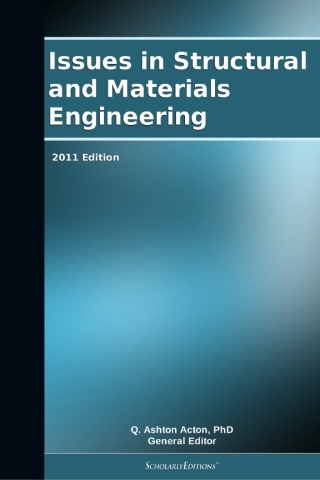 Issues in Structural
and Materials
Engineering
2011 Edition
Q. Ashton Acton, PhD
General Editor
SCHOLARLYEDITIONS™